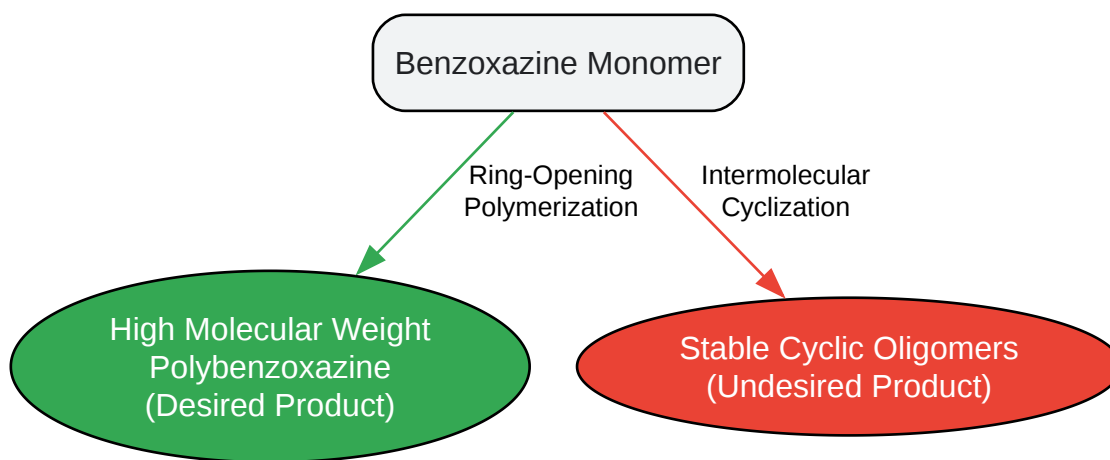 Benzoxazine Monomer
Ring-Opening
Polymerization
Intermolecular
Cyclization
High Molecular Weight
Polybenzoxazine
(Desired Product)
Stable Cyclic Oligomers
(Undesired Product)